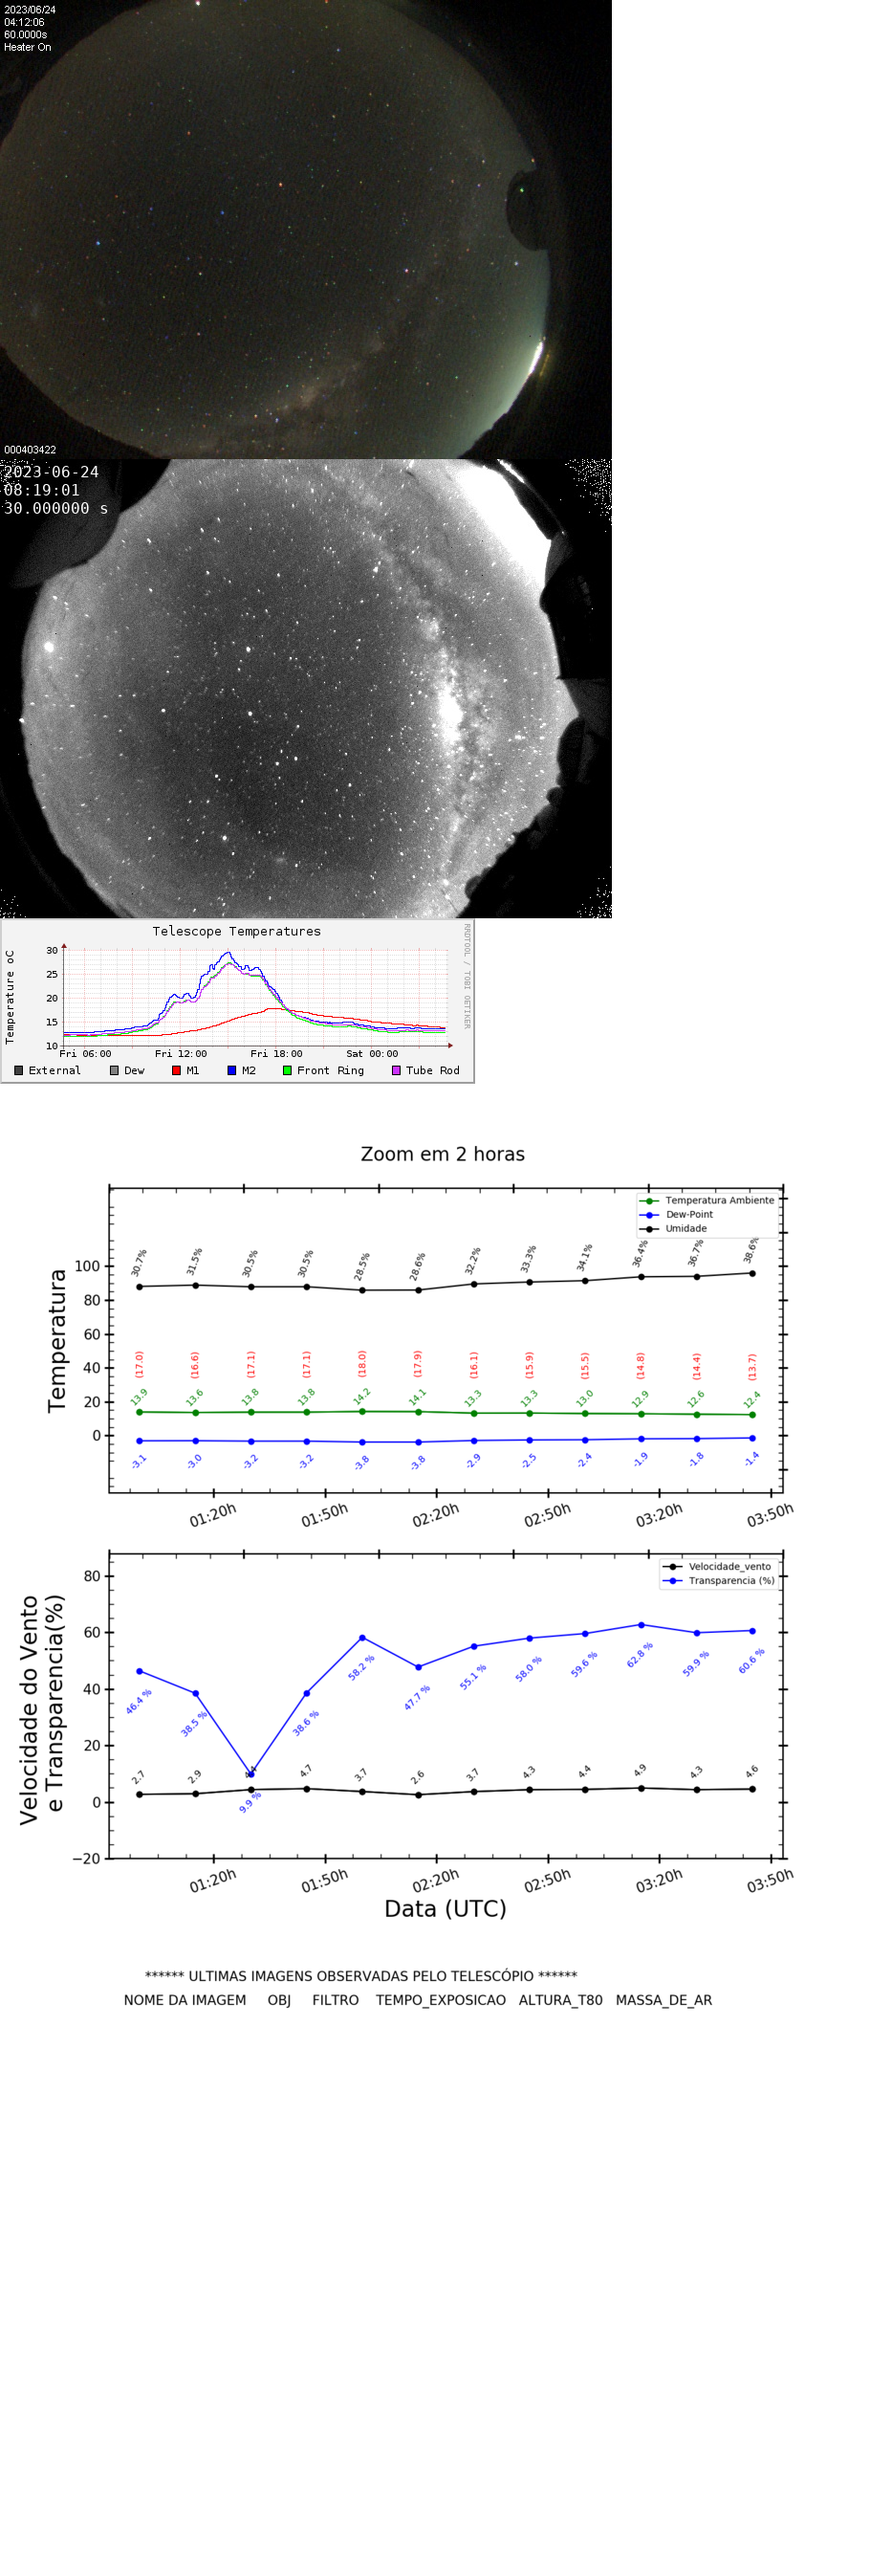 2023/06/24
04:12:06
60.0000s
Heater On
000403422
2023-06-24
08:19:01
30.000000 s
Telescope Temperatures
RRDTOOL / TOBI OETIKER
Temperature oC
30
25
20
15
10
Fri 06:00 Fri 12:00 Fri 18:00 Sat 00:00
External Dew M1 M2 Front Ring Tube Rod
Zoom em 2 horas
Temperatura Ambiente
Dew-Point
Umidade
Temperatura
100
80
60
40
20
0
30.7% 31.5% 30.5% 30.5% 28.5% 28.6% 32.2% 33.3% 34.1% 36.4% 36.7% 38.6%
(17.0) (16.6) (17.1) (17.1) (18.0) (17.9) (16.1) (15.9) (15.5) (14.8) (14.4) (13.7)
13.9 13.6 13.8 13.8 14.2 14.1 13.3 13.3 13.0 12.9 12.6 12.4
-3.1 -3.0 -3.2 -3.2 -3.8 -3.8 -2.9 -2.5 -2.4 -1.9 -1.8 -1.4
01:20h 01:50h 02:20h 02:50h 03:20h 03:50h
Velocidade_vento
Transparencia (%)
Velocidade do Vento
e Transparencia(%)
80
60
40
20
0
−20
46.4 % 38.5 % 9.9 % 38.6 % 58.2 % 47.7 % 55.1 % 58.0 % 59.6 % 62.8 % 59.9 % 60.6 %
2.7 2.9 4.7 3.7 2.6 3.7 4.3 4.4 4.9 4.3 4.6
01:20h 01:50h 02:20h 02:50h 03:20h 03:50h
Data (UTC)
****** ULTIMAS IMAGENS OBSERVADAS PELO TELESCÓPIO ******
NOME DA IMAGEM OBJ FILTRO TEMPO_EXPOSICAO ALTURA_T80 MASSA_DE_AR